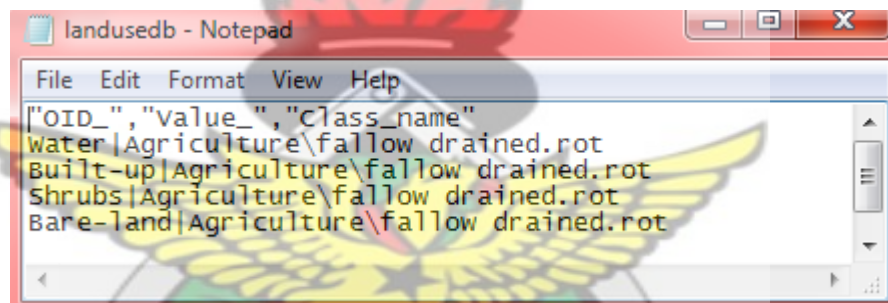 landusedb - Notepad
File Edit Format View Help
"OID_","Value_","Class_name"
Water|Agriculture\fallow drained.rot
Built-up|Agriculture\fallow drained.rot
Shrubs|Agriculture\fallow drained.rot
Bare-land|Agriculture\fallow drained.rot